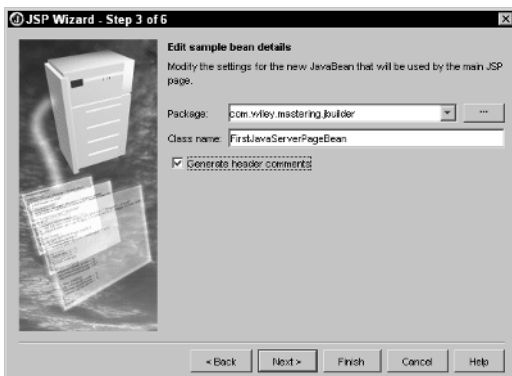 JSP Wizard - Step 3 of 6
Edit sample bean details
Modify the settings for the new JavaBean that will be used by the main JSP
page.
Package: com.wiley.mastering.jbuilder ...
Class name: FirstJavaServerPageBean
Generate header comments
< Back Next > Finish Cancel Help